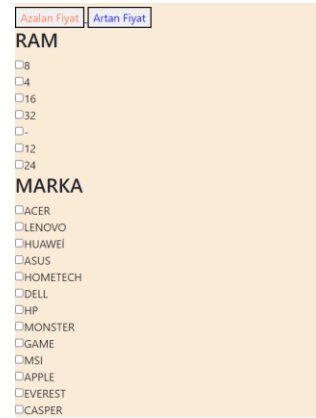 Azalan Fiyat Artan Fiyat
RAM
8
4
16
32
-
12
24
MARKA
ACER
LENOVO
HUAWEİ
ASUS
HOMETECH
DELL
HP
MONSTER
GAME
MSI
APPLE
EVEREST
CASPER